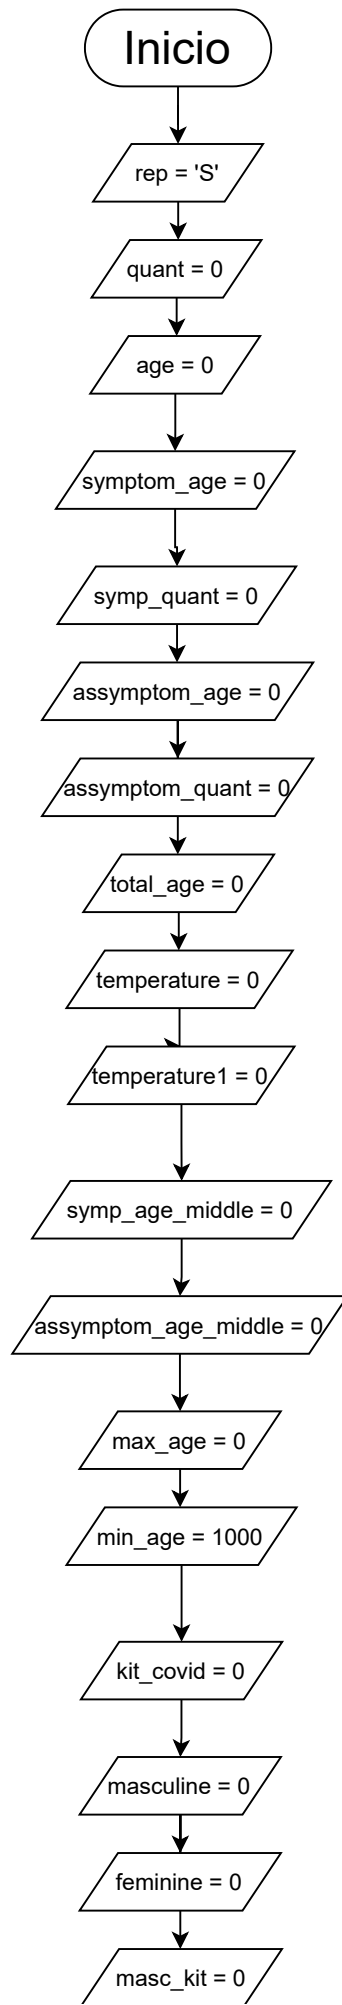 Inicio
rep = 'S'
quant = 0
age = 0
symptom_age = 0
symp_quant = 0
assymptom_age = 0
assymptom_quant = 0
total_age = 0
temperature = 0
temperature1 = 0
symp_age_middle = 0
assymptom_age_middle = 0
max_age = 0
min_age = 1000
kit_covid = 0
masculine = 0
feminine = 0
masc_kit = 0